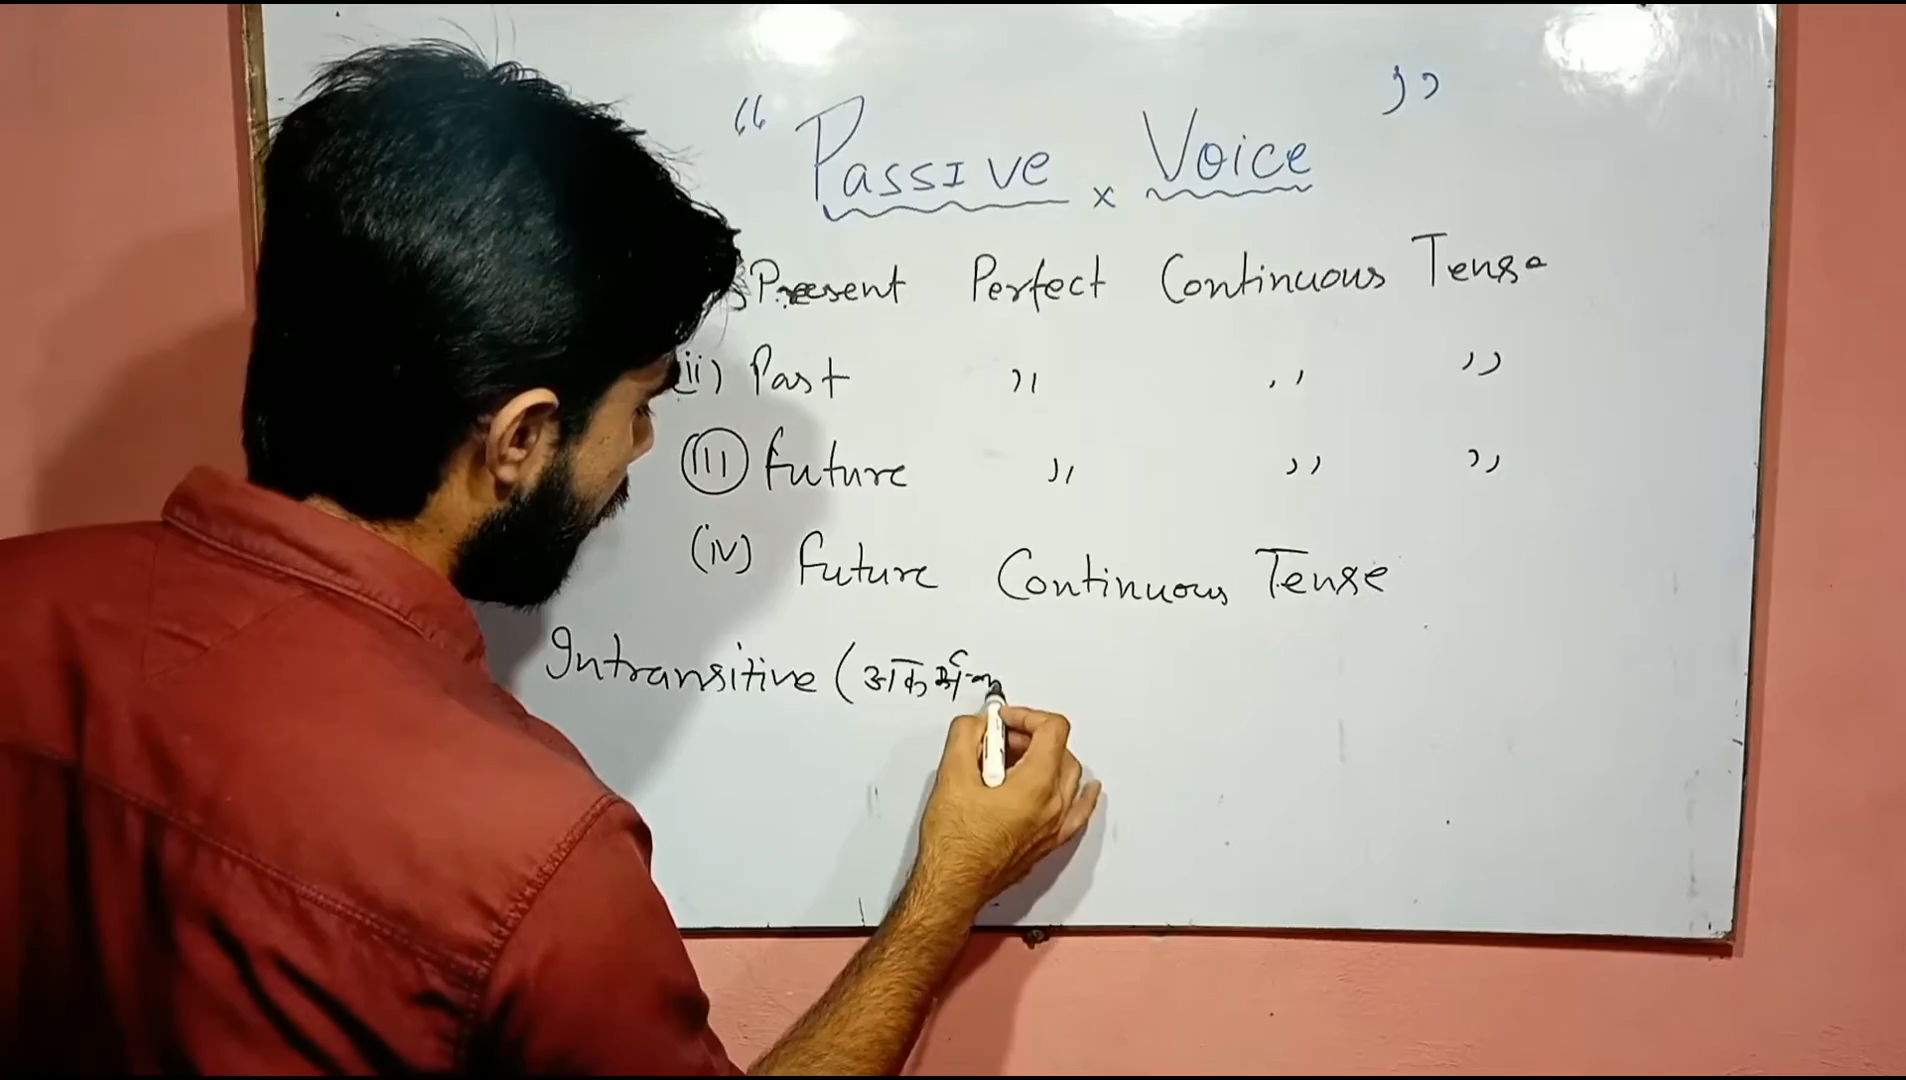 “ Passive x Voice ”
Present Perfect Continuous Tense
(ii) Past ,, ,, ,,
(iii) Future ,, ,, ,,
(iv) Future Continuous Tense
Intransitive (अकर्म